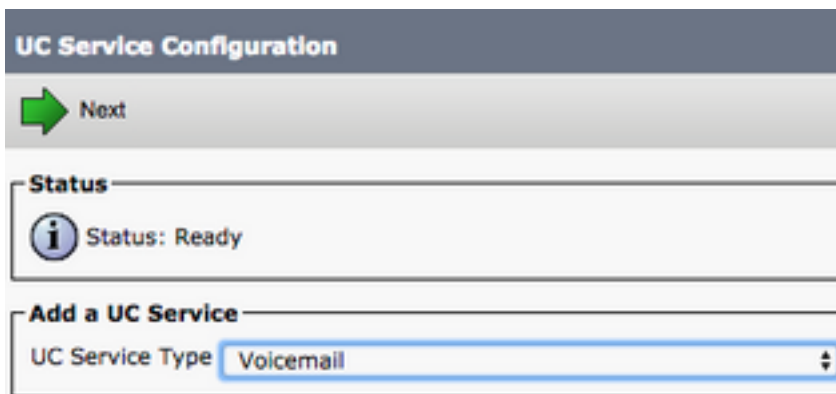 UC Service Configuration
Next
Status
Status: Ready
Add a UC Service
UC Service Type Voicemail